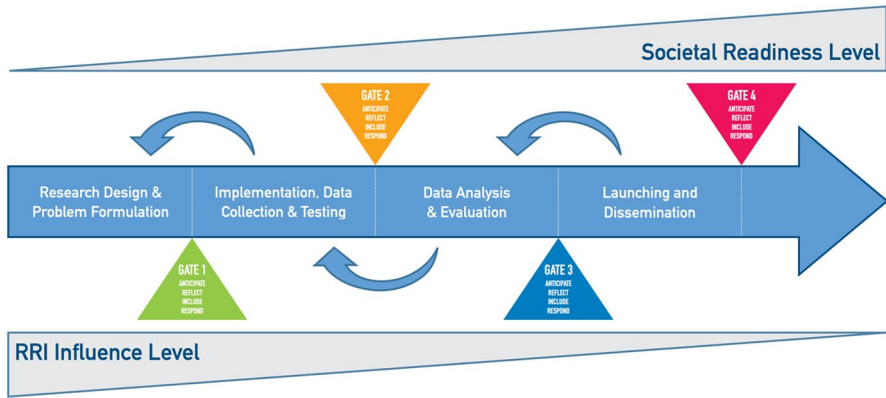 Societal Readiness Level
GATE 2
ANTICIPATE
REFLECT
INCLUDE
RESPOND
GATE 4
ANTICIPATE
REFLECT
INCLUDE
RESPOND
Research Design &
Problem Formulation
Implementation, Data
Collection & Testing
Data Analysis
& Evaluation
Launching and
Dissemination
GATE 1
ANTICIPATE
REFLECT
INCLUDE
RESPOND
GATE 3
ANTICIPATE
REFLECT
INCLUDE
RESPOND
RRI Influence Level